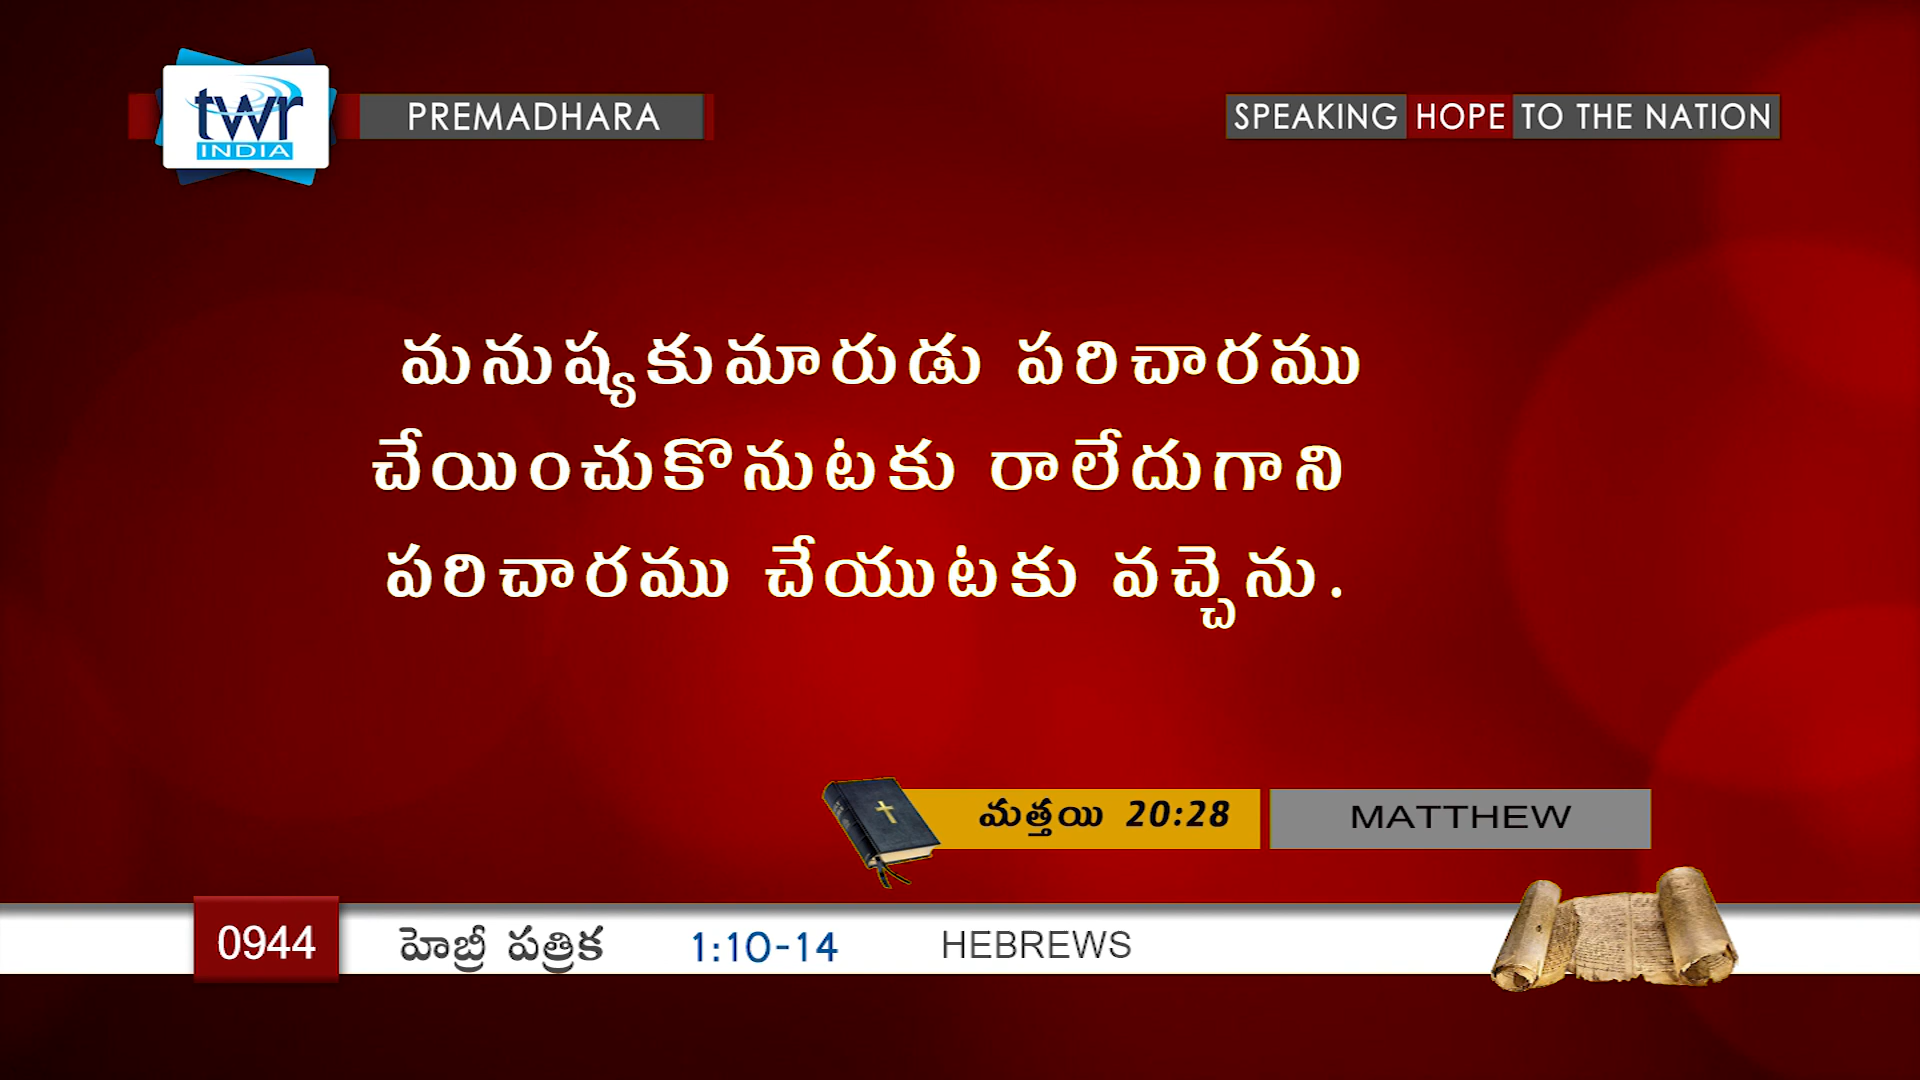 twr
INDIA
PREMADHARA
SPEAKING HOPE TO THE NATION
మనుష్యకుమారుడు పరిచారము
చేయించుకొనుటకు రాలేదుగాని
పరిచారము చేయుటకు వచ్చెను.
మత్తయి 20:28
MATTHEW
0944 హెబ్రీ పత్రిక 1:10-14 HEBREWS